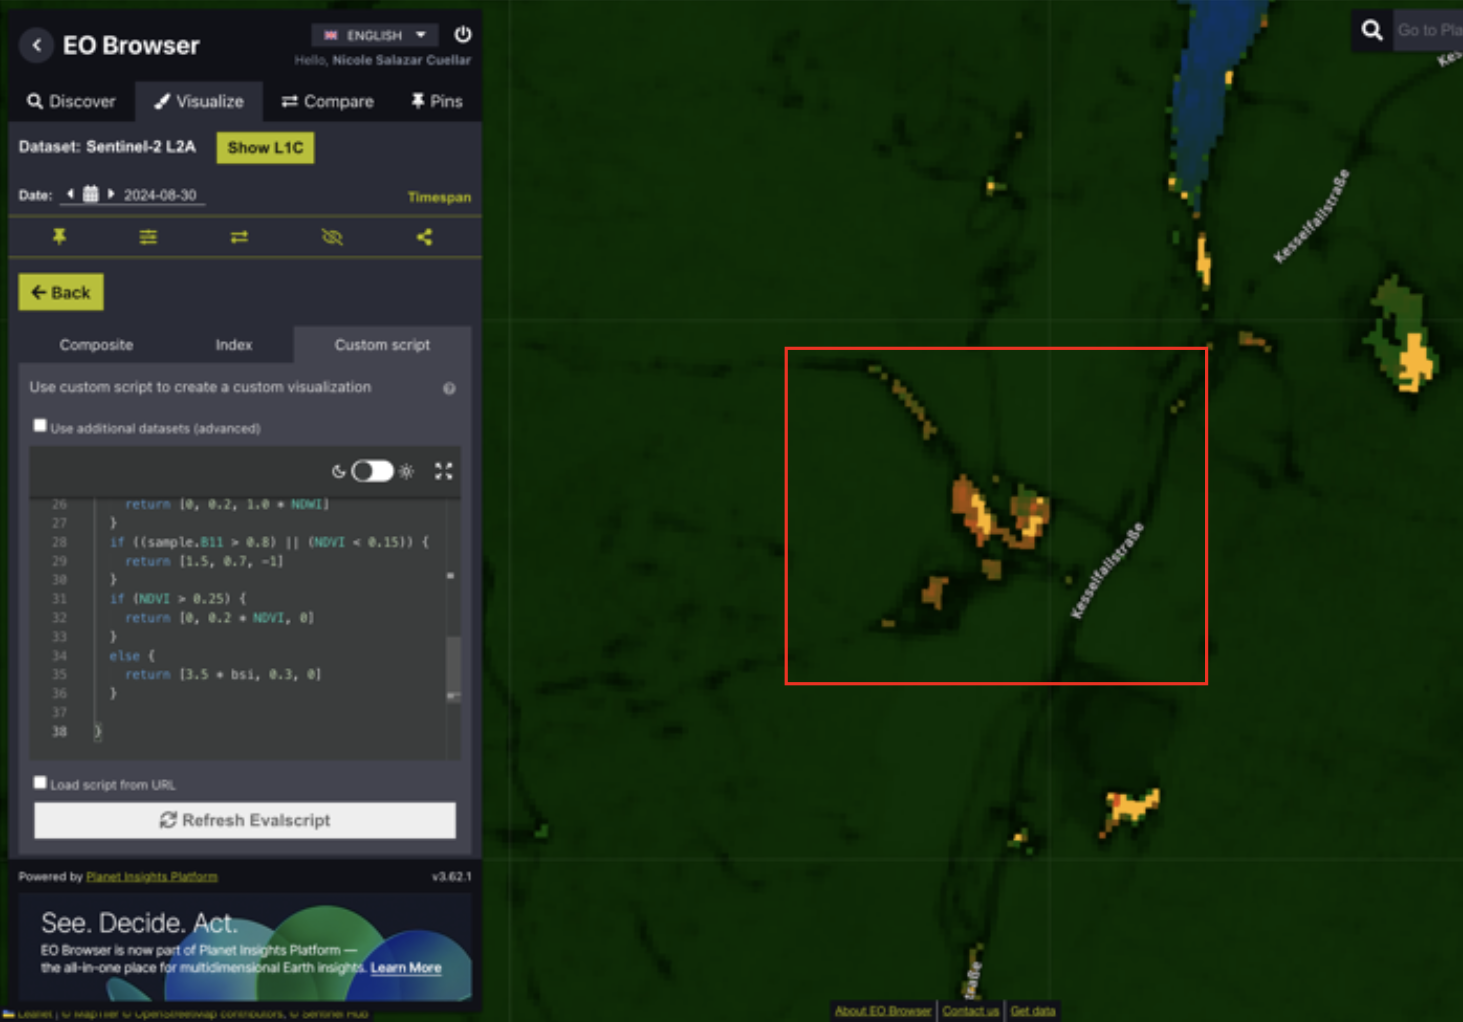 EO Browser
ENGLISH
Hello, Nicole Salazar Cuellar
Discover
Visualize
Compare
Pins
Dataset: Sentinel-2 L2A
Show L1C
Date:
2024-08-30
Timespan
Back
Composite
Index
Custom script
Use custom script to create a custom visualization
Use additional datasets (advanced)
26 return [0, 0.2, 1.0 * NDWI]
27 }
28 if ((sample.B11 > 0.8) || (NDVI < 0.15)) {
29 return [1.5, 0.7, -1]
30 }
31 if (NDVI > 0.25) {
32 return [0, 0.2 * NDVI, 0]
33 }
34 else {
35 return [3.5 * bsi, 0.3, 0]
36 }
37
38 }
Load script from URL
Refresh Evalscript
Powered by Planet Insights Platform
v3.62.1
See. Decide. Act.
EO Browser is now part of Planet Insights Platform —
the all-in-one place for multidimensional Earth insights. Learn More
Leaflet | © MapTiler © OpenStreetMap contributors, © Sentinel Hub
Go to Pla
Kes
Kesselfallstraße
Kesselfallstraße
traße
About EO Browser
Contact us
Get data